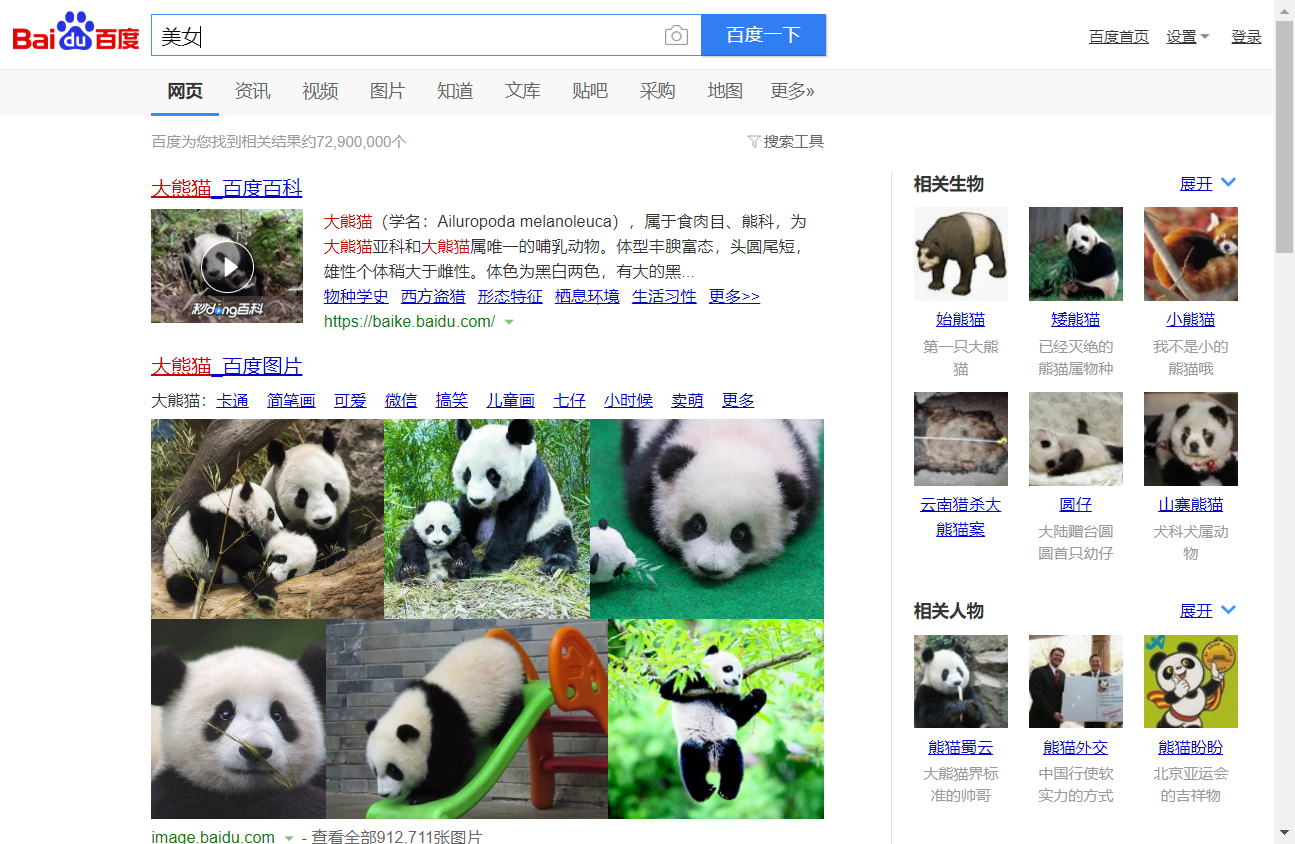 Bai du 百度
美女
百度一下
百度首页 设置 登录
网页 资讯 视频 图片 知道 文库 贴吧 采购 地图 更多»
百度为您找到相关结果约72,900,000个
搜索工具
大熊猫_百度百科
秒dǒng百科
大熊猫（学名：Ailuropoda melanoleuca），属于食肉目、熊科，为
大熊猫亚科和大熊猫属唯一的哺乳动物。体型丰腴富态，头圆尾短，
雄性个体稍大于雌性。体色为黑白两色，有大的黑...
物种学史 西方盗猎 形态特征 栖息环境 生活习性 更多>>
https://baike.baidu.com/
大熊猫_百度图片
大熊猫： 卡通 简笔画 可爱 微信 搞笑 儿童画 七仔 小时候 卖萌 更多
image.baidu.com - 查看全部912,711张图片
相关生物 展开
始熊猫 矮熊猫 小熊猫
第一只大熊 已经灭绝的 我不是小的
猫 熊猫属物种 熊猫哦
云南猎杀大 圆仔 山寨熊猫
熊猫案 大陆赠台圆 犬科犬属动
圆首只幼仔 物
相关人物 展开
熊猫蜀云 熊猫外交 熊猫盼盼
大熊猫界标 中国行使软 北京亚运会
准的帅哥 实力的方式 的吉祥物